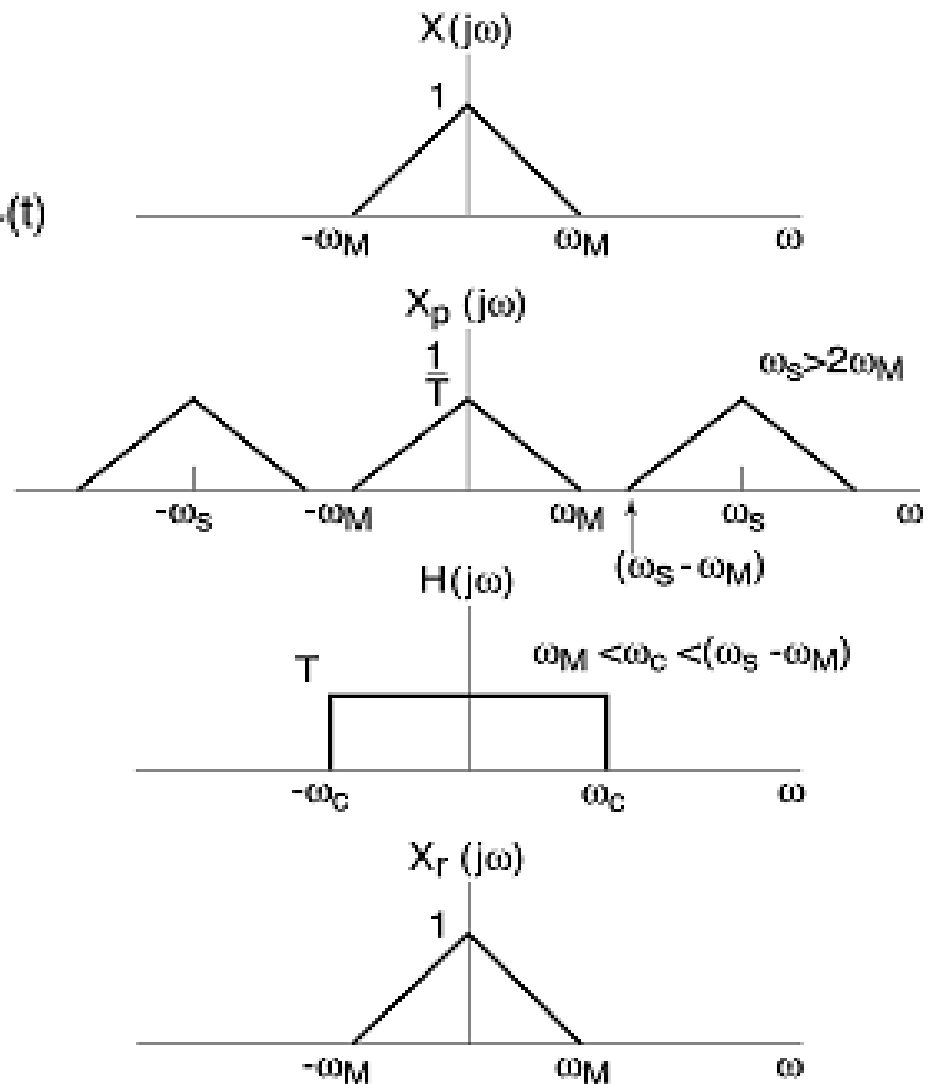 X(jω)
1
(t)
-ωM ωM ω
Xp (jω)
1
T
ωs>2ωM
-ωs -ωM ωM ωs ω
(ωs - ωM)
H(jω)
T
ωM <ωc <(ωs - ωM)
-ωc ωc ω
Xr (jω)
1
-ωM ωM ω